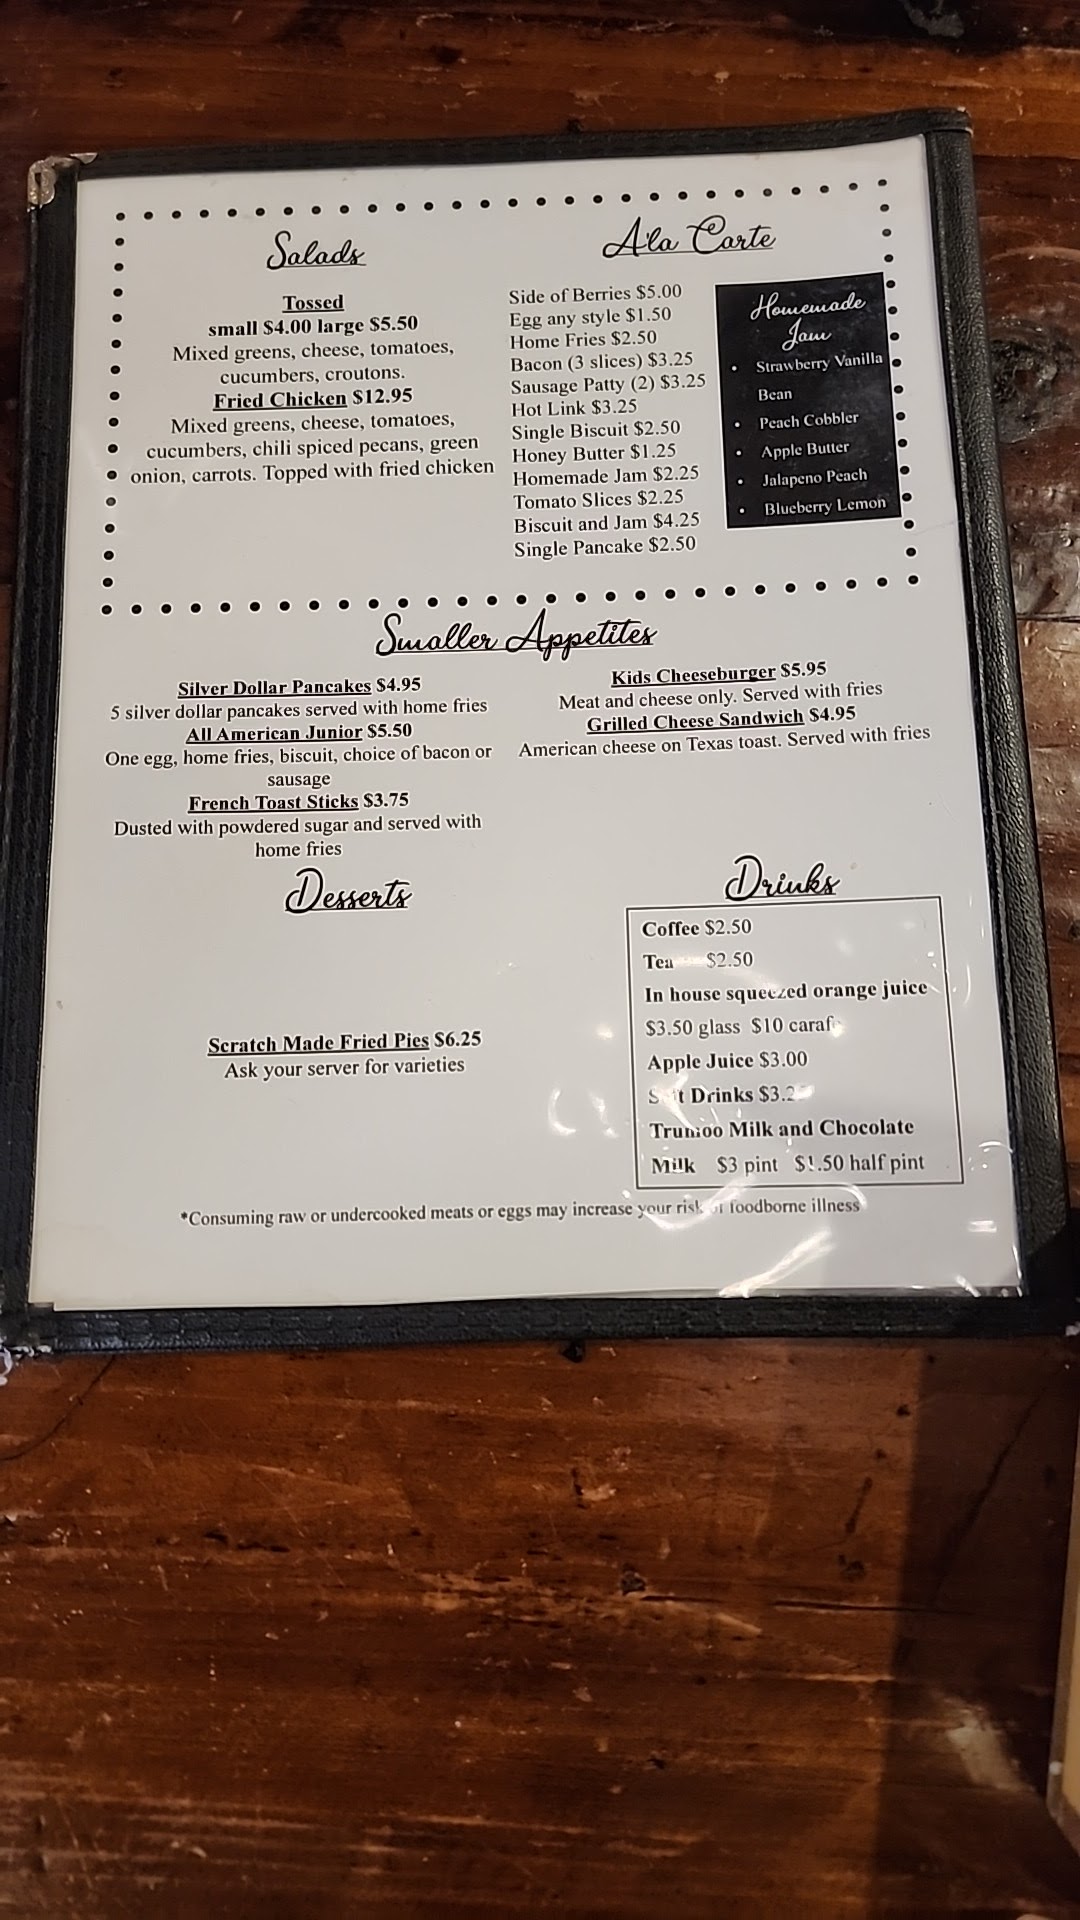 Salads
Tossed
small $4.00 large $5.50
Mixed greens, cheese, tomatoes,
cucumbers, croutons.
Fried Chicken $12.95
Mixed greens, cheese, tomatoes,
cucumbers, chili spiced pecans, green
onion, carrots. Topped with fried chicken
A'la Carte
Side of Berries $5.00
Egg any style $1.50
Home Fries $2.50
Bacon (3 slices) $3.25
Sausage Patty (2) $3.25
Hot Link $3.25
Single Biscuit $2.50
Honey Butter $1.25
Homemade Jam $2.25
Tomato Slices $2.25
Biscuit and Jam $4.25
Single Pancake $2.50
Homemade
Jam
• Strawberry Vanilla
Bean
• Peach Cobbler
• Apple Butter
• Jalapeno Peach
• Blueberry Lemon
Smaller Appetites
Silver Dollar Pancakes $4.95
5 silver dollar pancakes served with home fries
All American Junior $5.50
One egg, home fries, biscuit, choice of bacon or
sausage
French Toast Sticks $3.75
Dusted with powdered sugar and served with
home fries
Kids Cheeseburger $5.95
Meat and cheese only. Served with fries
Grilled Cheese Sandwich $4.95
American cheese on Texas toast. Served with fries
Desserts
Scratch Made Fried Pies $6.25
Ask your server for varieties
Drinks
Coffee $2.50
Tea $2.50
In house squeezed orange juice
$3.50 glass $10 carafe
Apple Juice $3.00
Soft Drinks
Trumoo Milk and Chocolate
Milk $3 pint $1.50 half pint
*Consuming raw or undercooked meats or eggs may increase your risk of foodborne illness